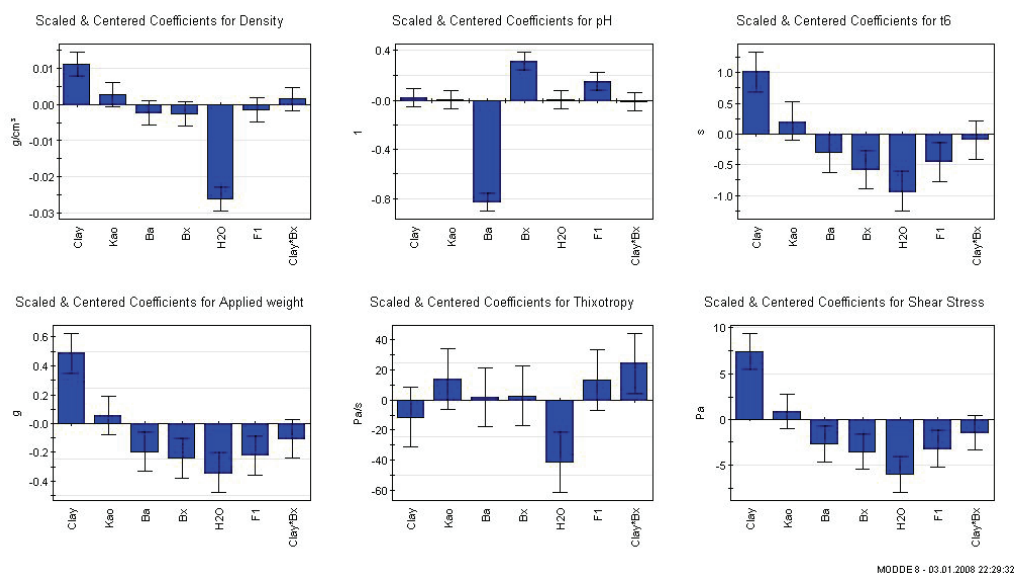 Scaled & Centered Coefficients for Density
Scaled & Centered Coefficients for pH
Scaled & Centered Coefficients for t6
0.01
0.00
-0.01
-0.02
-0.03
g/cm³
Clay
Kao
Ba
Bx
H2O
F1
Clay*Bx
0.4
-0.0
-0.4
-0.8
1
Clay
Kao
Ba
Bx
H2O
F1
Clay*Bx
1.0
0.5
0.0
-0.5
-1.0
s
Clay
Kao
Ba
Bx
H2O
F1
Clay*Bx
Scaled & Centered Coefficients for Applied weight
Scaled & Centered Coefficients for Thixotropy
Scaled & Centered Coefficients for Shear Stress
0.6
0.4
0.2
-0.0
-0.2
-0.4
g
Clay
Kao
Ba
Bx
H2O
F1
Clay*Bx
40
20
0
-20
-40
-60
Pa/s
Clay
Kao
Ba
Bx
H2O
F1
Clay*Bx
10
5
0
-5
Pa
Clay
Kao
Ba
Bx
H2O
F1
Clay*Bx
MODDE 8 - 03.01.2008 22:29:32